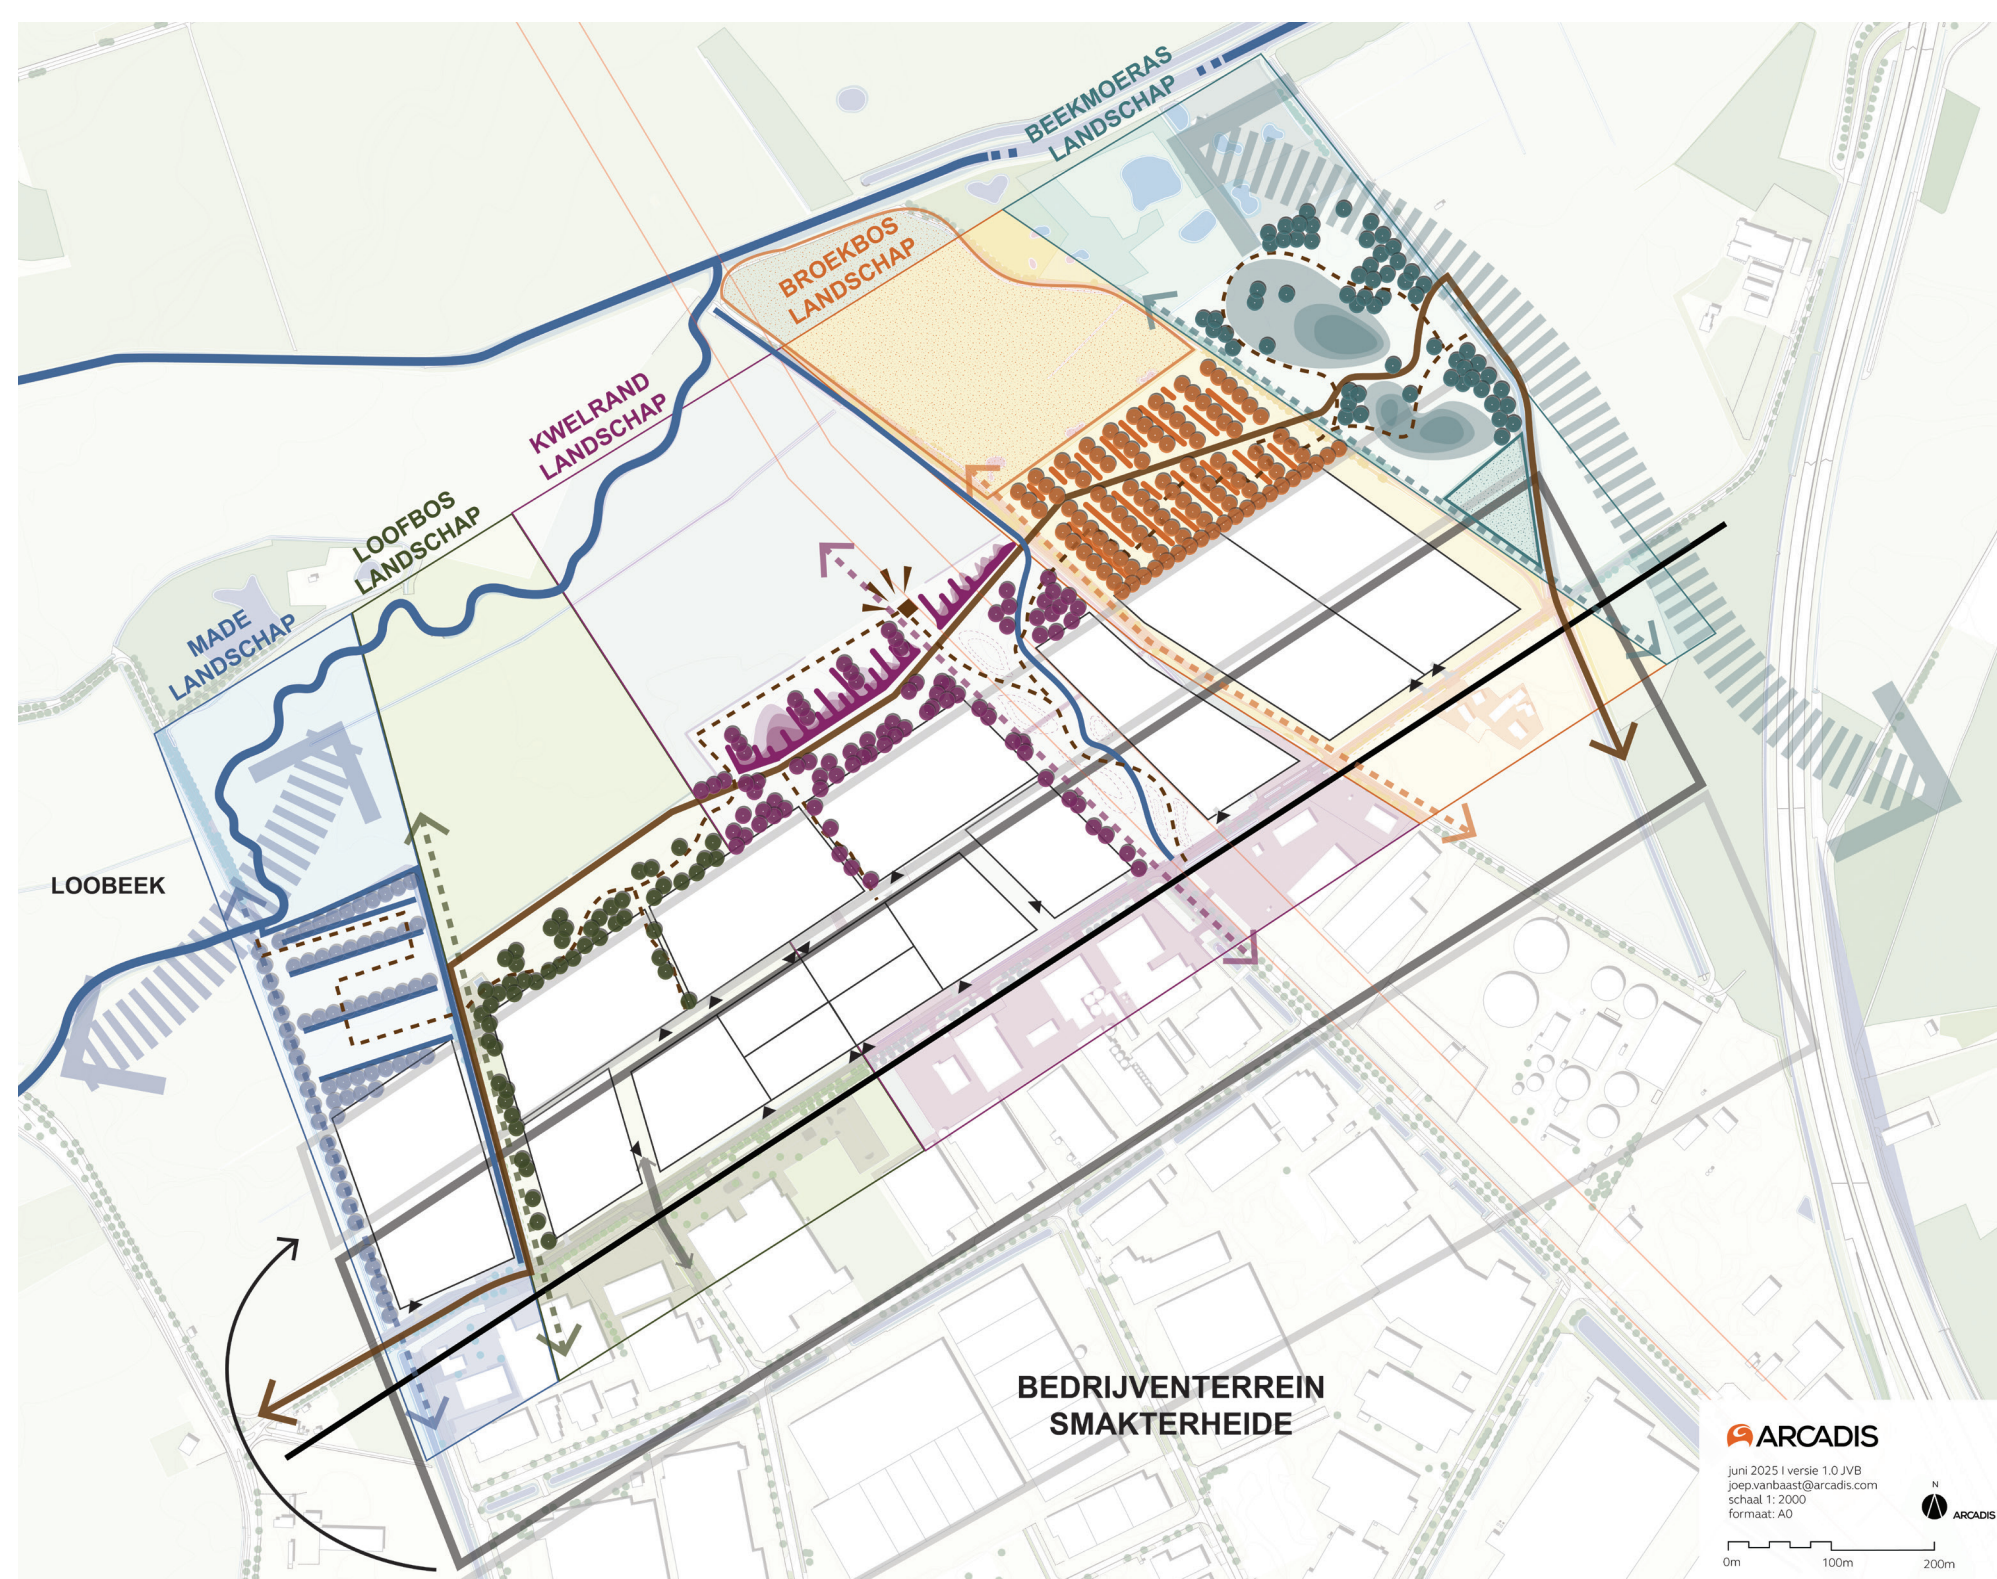 BEEKMOERAS
LANDSCHAP
BROEKBOS
LANDSCHAP
KWELRAND
LANDSCHAP
LOOFBOS
LANDSCHAP
MADE
LANDSCHAP
LOOBEEK
BEDRIJVENTERREIN
SMAKTERHEIDE
ARCADIS
juni 2025 I versie 1.0 JVB
joep.vanbaast@arcadis.com
schaal 1: 2000
formaat: A0
N
ARCADIS
0m 100m 200m